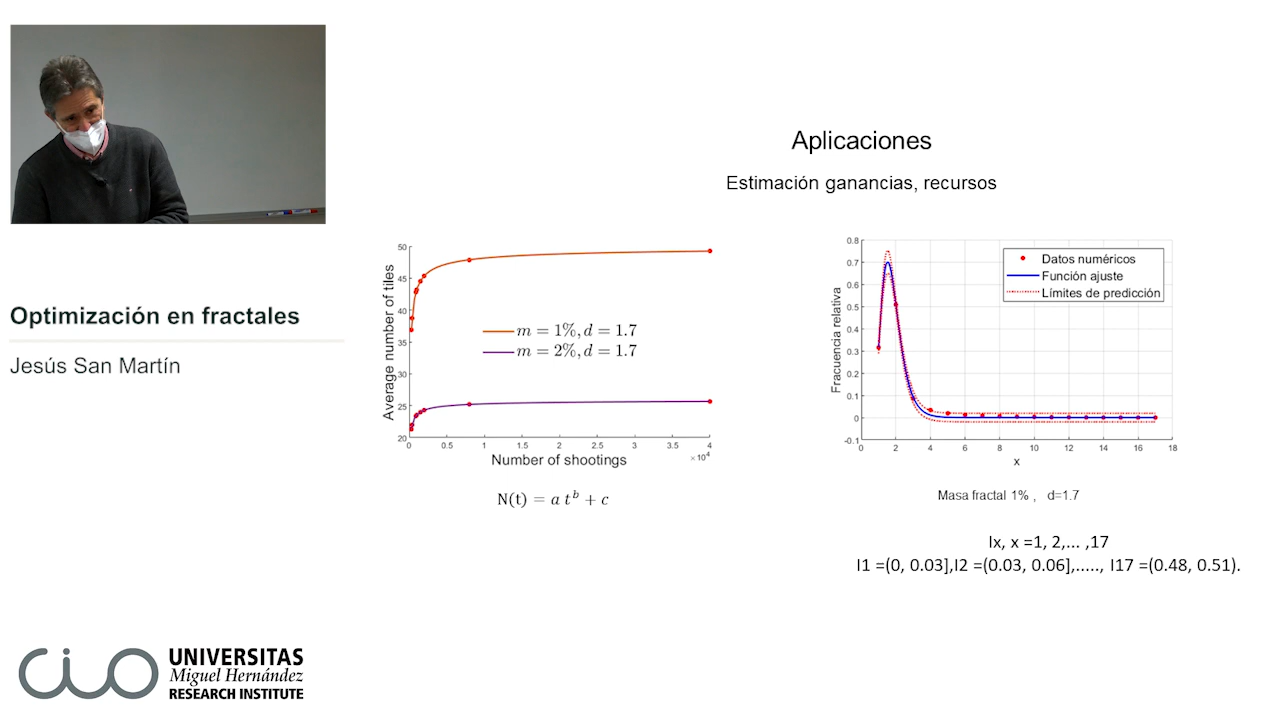 Aplicaciones
Estimación ganancias, recursos
Optimización en fractales
Jesús San Martín
Average number of tiles
50
45
40
35
30
25
20
m = 1%, d = 1.7
m = 2%, d = 1.7
0 0.5 1 1.5 2 2.5 3 3.5 4
×10⁴
Number of shootings
N(t) = a tᵇ + c
Fracuencia relativa
0.8
0.7
0.6
0.5
0.4
0.3
0.2
0.1
0
-0.1
Datos numéricos
Función ajuste
Límites de predicción
0 2 4 6 8 10 12 14 16 18
x
Masa fractal 1% , d=1.7
Ix, x =1, 2,... ,17
I1 =(0, 0.03],I2 =(0.03, 0.06],....., I17 =(0.48, 0.51).
cio
UNIVERSITAS
Miguel Hernández
RESEARCH INSTITUTE